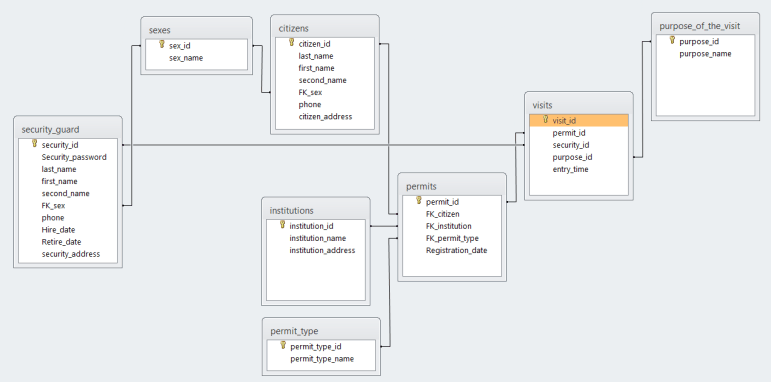 sexes
sex_id
sex_name
citizens
citizen_id
last_name
first_name
second_name
FK_sex
phone
citizen_address
purpose_of_the_visit
purpose_id
purpose_name
visits
visit_id
permit_id
security_id
purpose_id
entry_time
security_guard
security_id
Security_password
last_name
first_name
second_name
FK_sex
phone
Hire_date
Retire_date
security_address
permits
permit_id
FK_citizen
FK_institution
FK_permit_type
Registration_date
institutions
institution_id
institution_name
institution_address
permit_type
permit_type_id
permit_type_name